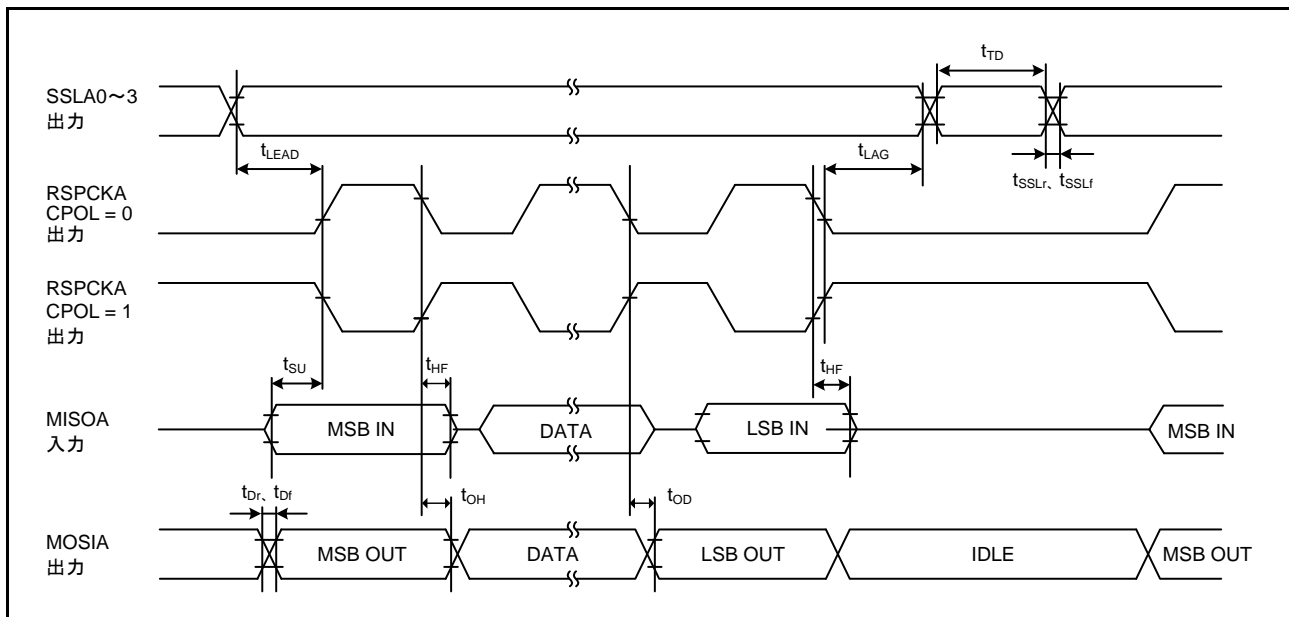 t_TD
SSLA0～3
出力
t_LEAD
t_LAG
t_SSLr、t_SSLf
RSPCKA
CPOL = 0
出力
RSPCKA
CPOL = 1
出力
t_SU
t_HF
t_HF
MISOA
入力
MSB IN
DATA
LSB IN
MSB IN
t_Dr、t_Df
t_OH
t_OD
MOSIA
出力
MSB OUT
DATA
LSB OUT
IDLE
MSB OUT